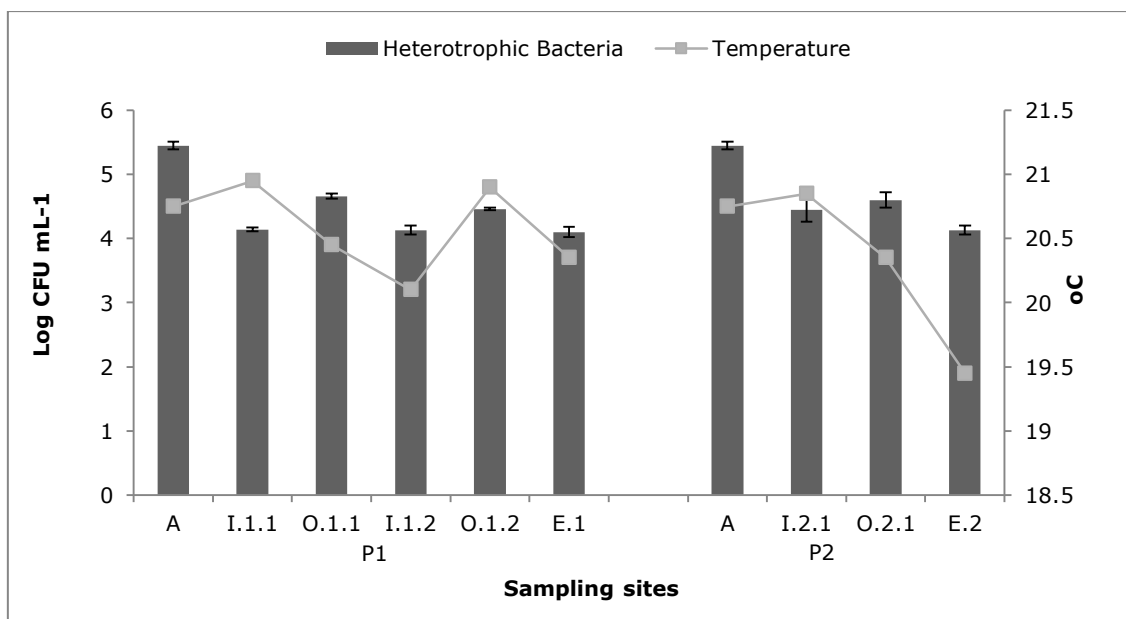 Heterotrophic Bacteria Temperature
6 21.5
5 21
4 20.5
3 20
2 19.5
1 19
0 18.5
Log CFU mL-1
oC
A I.1.1 O.1.1 I.1.2 O.1.2 E.1 A I.2.1 O.2.1 E.2
P1 P2
Sampling sites